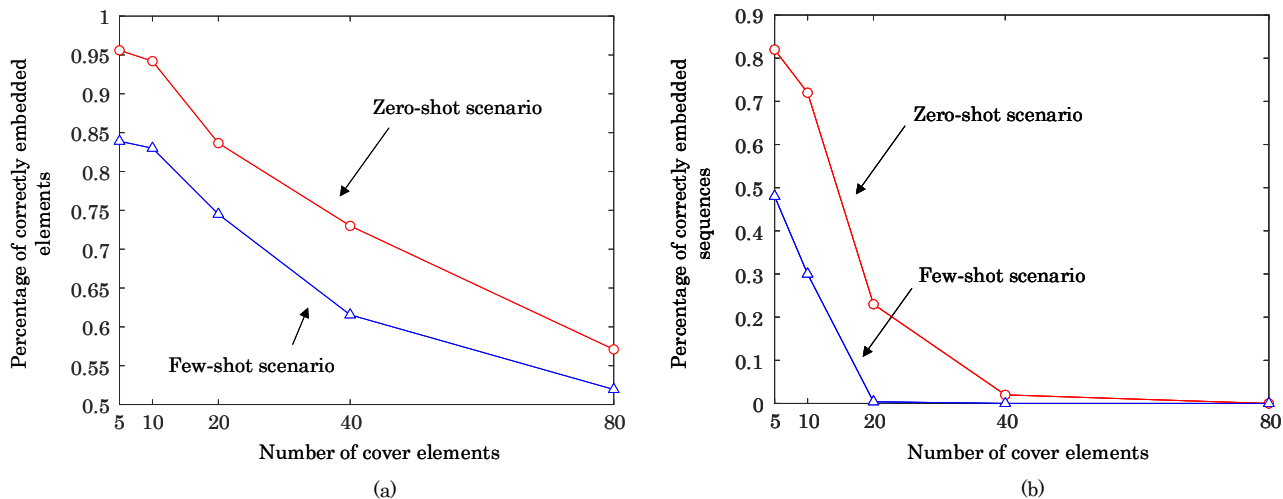 Percentage of correctly embedded
elements
1
0.95
0.9
0.85
0.8
0.75
0.7
0.65
0.6
0.55
0.5
Zero-shot scenario
Few-shot scenario
5 10 20 40 80
Number of cover elements
(a)
Percentage of correctly embedded
sequences
0.9
0.8
0.7
0.6
0.5
0.4
0.3
0.2
0.1
0
Zero-shot scenario
Few-shot scenario
5 10 20 40 80
Number of cover elements
(b)